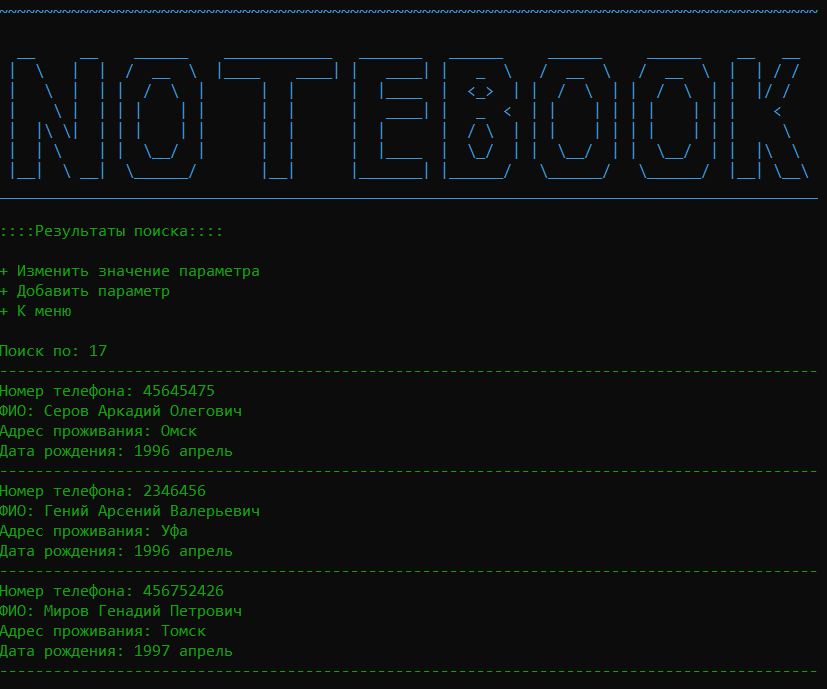 NOTEBOOK
::::Результаты поиска::::
+ Изменить значение параметра
+ Добавить параметр
+ К меню
Поиск по: 17
Номер телефона: 45645475
ФИО: Серов Аркадий Олегович
Адрес проживания: Омск
Дата рождения: 1996 апрель
Номер телефона: 2346456
ФИО: Гений Арсений Валерьевич
Адрес проживания: Уфа
Дата рождения: 1996 апрель
Номер телефона: 456752426
ФИО: Миров Генадий Петрович
Адрес проживания: Томск
Дата рождения: 1997 апрель